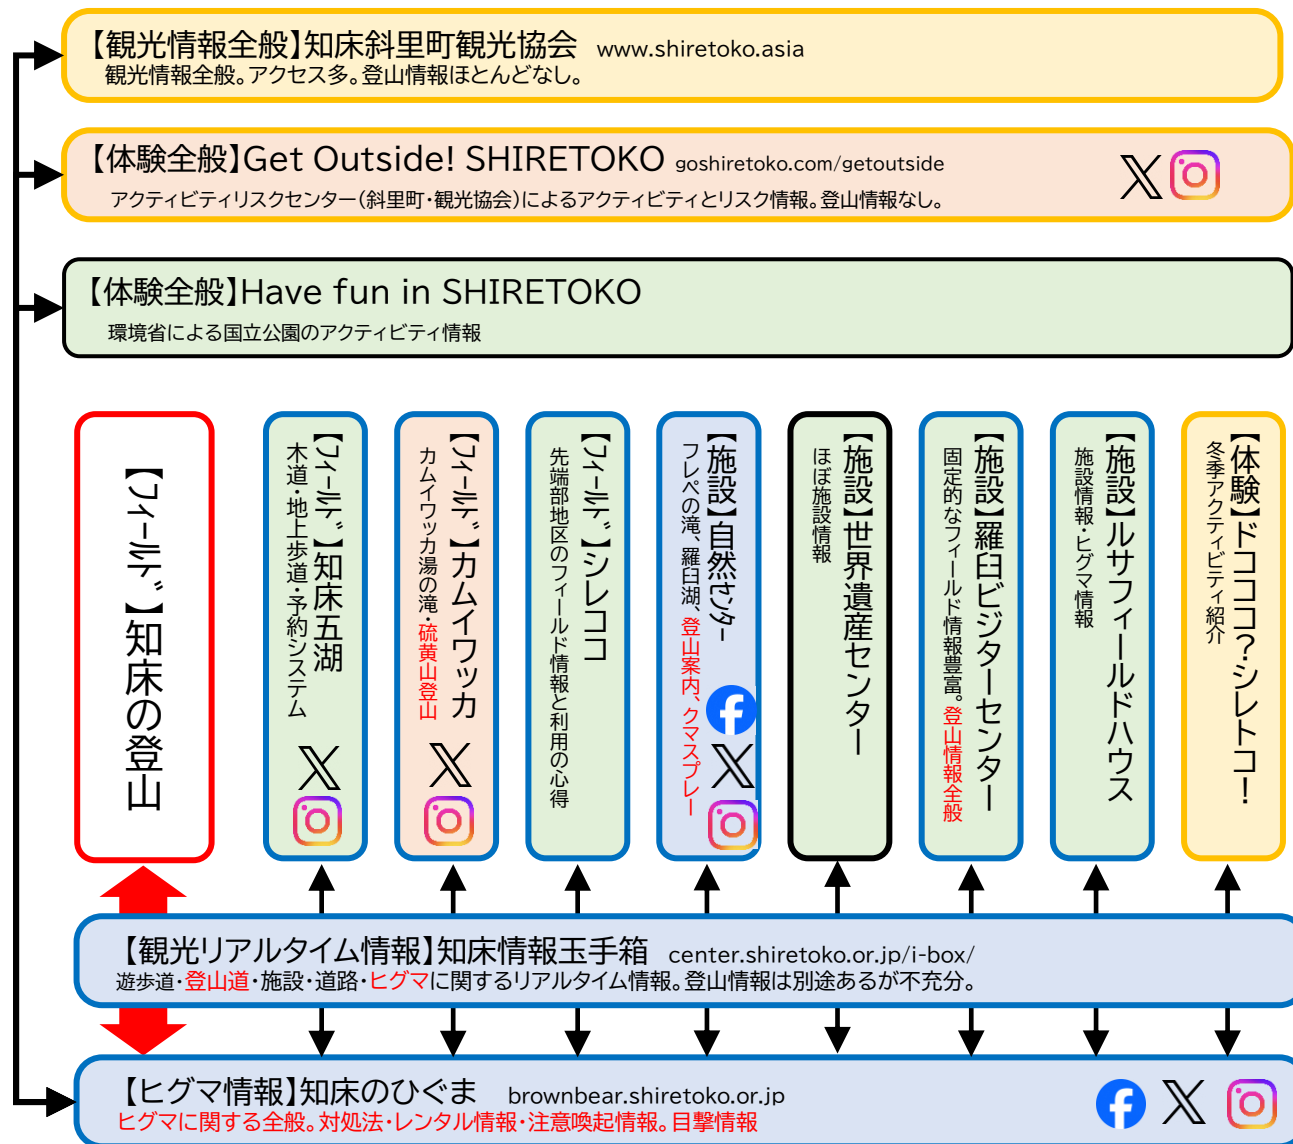 【観光情報全般】知床斜里町観光協会 www.shiretoko.asia
観光情報全般。アクセス多。登山情報ほとんどなし。
【体験全般】Get Outside! SHIRETOKO goshiretoko.com/getoutside
アクティビティリスクセンター(斜里町・観光協会)によるアクティビティとリスク情報。登山情報なし。
【体験全般】Have fun in SHIRETOKO
環境省による国立公園のアクティビティ情報
【フィールド】知床の登山
【フィールド】知床五湖
木道・地上歩道・予約システム
【フィールド】カムイワッカ
カムイワッカ湯の滝・硫黄山登山
【フィールド】シレココ
先端部地区のフィールド情報と利用の心得
【施設】自然センター
フレペの滝、羅臼湖、登山案内、クマスプレー
【施設】世界遺産センター
ほぼ施設情報
【施設】羅臼ビジターセンター
固定的なフィールド情報豊富。登山情報全般
【施設】ルサフィールドハウス
施設情報・ヒグマ情報
【体験】ドコココ?シレトコ!
冬季アクティビティ紹介
【観光リアルタイム情報】知床情報玉手箱 center.shiretoko.or.jp/i-box/
遊歩道・登山道・施設・道路・ヒグマに関するリアルタイム情報。登山情報は別途あるが不充分。
【ヒグマ情報】知床のひぐま brownbear.shiretoko.or.jp
ヒグマに関する全般。対処法・レンタル情報・注意喚起情報。目撃情報